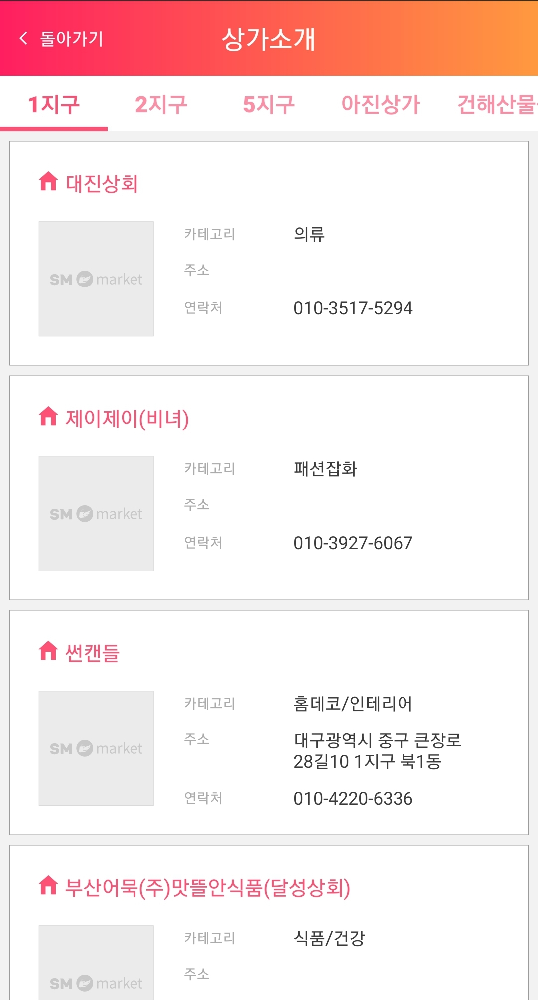 돌아가기
상가소개
1지구 2지구 5지구 아진상가 건해산물
대진상회
SM market
카테고리 의류
주소
연락처 010-3517-5294
제이제이(비녀)
SM market
카테고리 패션잡화
주소
연락처 010-3927-6067
썬캔들
SM market
카테고리 홈데코/인테리어
주소 대구광역시 중구 큰장로
28길10 1지구 북1동
연락처 010-4220-6336
부산어묵(주)맛뜰안식품(달성상회)
SM market
카테고리 식품/건강
주소